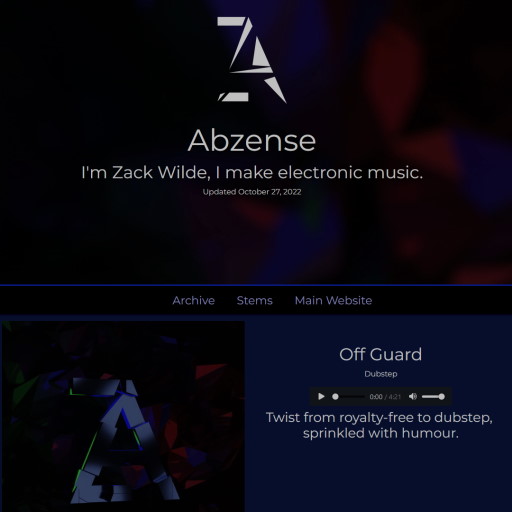 Abzense
I'm Zack Wilde, I make electronic music.
Updated October 27, 2022
Archive Stems Main Website
Off Guard
Dubstep
0:00 / 4:21
Twist from royalty-free to dubstep,
sprinkled with humour.